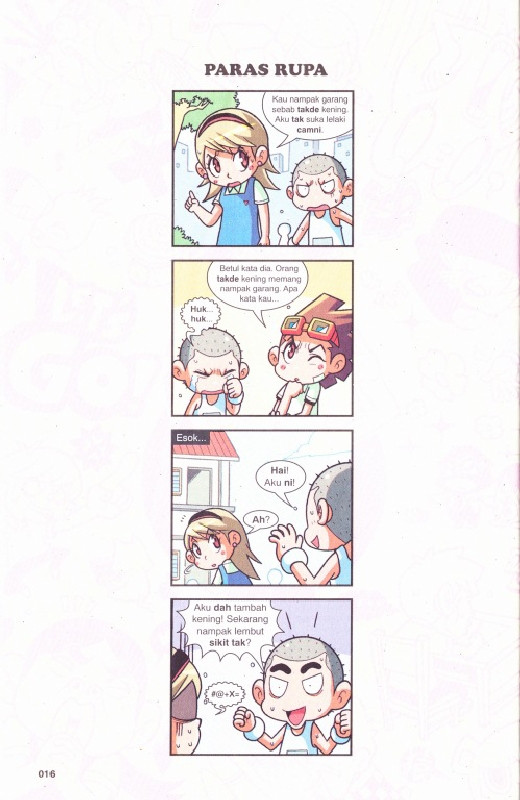 PARAS RUPA
Kau nampak garang
sebab takde kening.
Aku tak suka lelaki
camni.
Betul kata dia. Orang
takde kening memang
nampak garang. Apa
kata kau...
Huk...
huk...
Esok...
Hai!
Aku ni!
Ah?
Aku dah tambah
kening! Sekarang
nampak lembut
sikit tak?
#@+X=
016